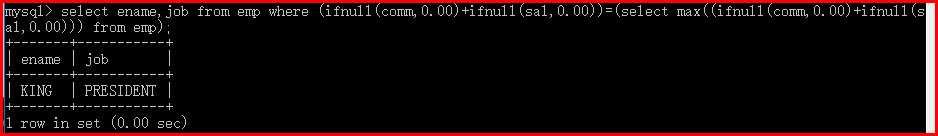 mysql> select ename,job from emp where (ifnull(comm,0.00)+ifnull(sal,0.00))=(select max((ifnull(comm,0.00)+ifnull(s
al,0.00))) from emp);
+-------+-----------+
| ename | job       |
+-------+-----------+
| KING  | PRESIDENT |
+-------+-----------+
1 row in set (0.00 sec)